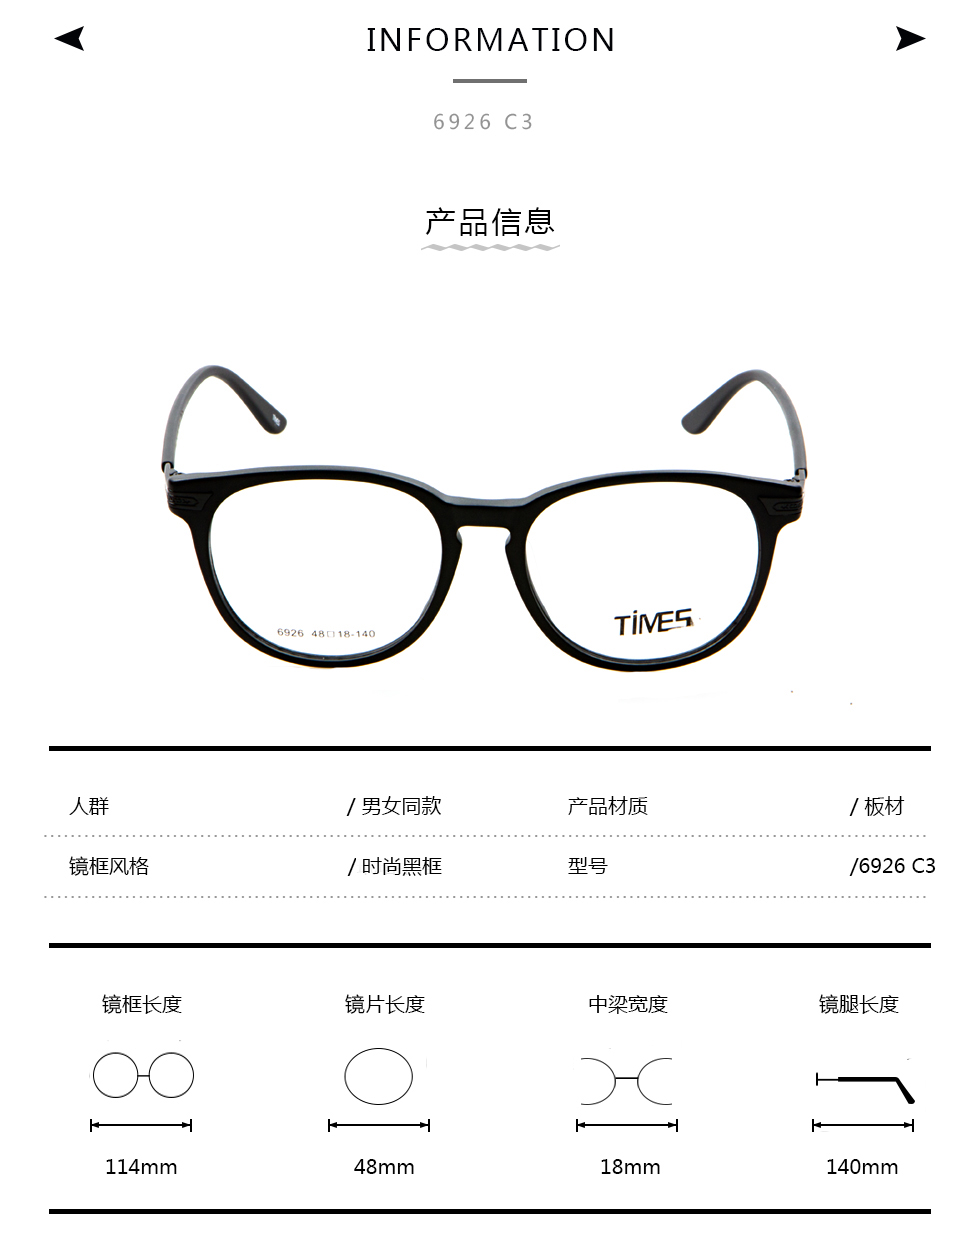 INFORMATION
6926 C3
产品信息
6926 48□18-140
TIMES
人群 / 男女同款 产品材质 / 板材
镜框风格 / 时尚黑框 型号 /6926 C3
镜框长度 镜片长度 中梁宽度 镜腿长度
114mm 48mm 18mm 140mm